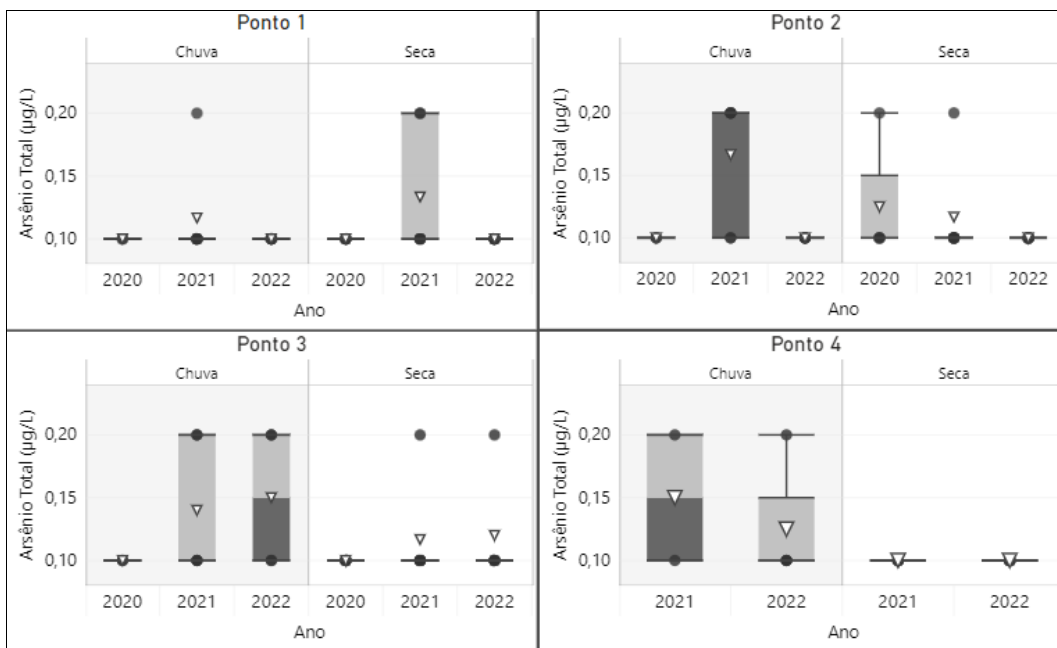 Ponto 1
Chuva Seca
Arsênio Total (µg/L)
0,20
0,15
0,10
2020 2021 2022 2020 2021 2022
Ano
Ponto 2
Chuva Seca
Arsênio Total (µg/L)
0,20
0,15
0,10
2020 2021 2022 2020 2021 2022
Ano
Ponto 3
Chuva Seca
Arsênio Total (µg/L)
0,20
0,15
0,10
2020 2021 2022 2020 2021 2022
Ano
Ponto 4
Chuva Seca
Arsênio Total (µg/L)
0,20
0,15
0,10
2021 2022 2021 2022
Ano